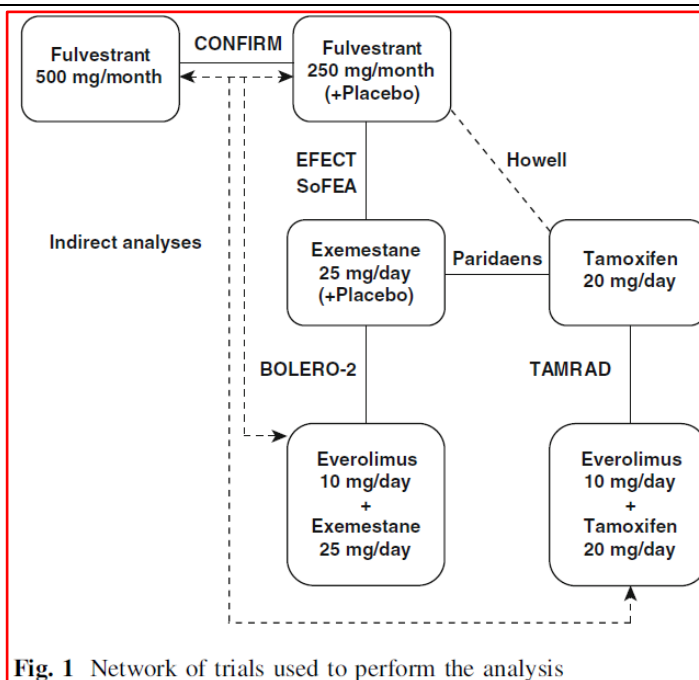 CONFIRM
Fulvestrant
500 mg/month
Fulvestrant
250 mg/month
(+Placebo)
EFECT
SoFEA
Howell
Indirect analyses
Exemestane
25 mg/day
(+Placebo)
Paridaens
Tamoxifen
20 mg/day
BOLERO-2
TAMRAD
Everolimus
10 mg/day
+
Exemestane
25 mg/day
Everolimus
10 mg/day
+
Tamoxifen
20 mg/day
Fig. 1 Network of trials used to perform the analysis